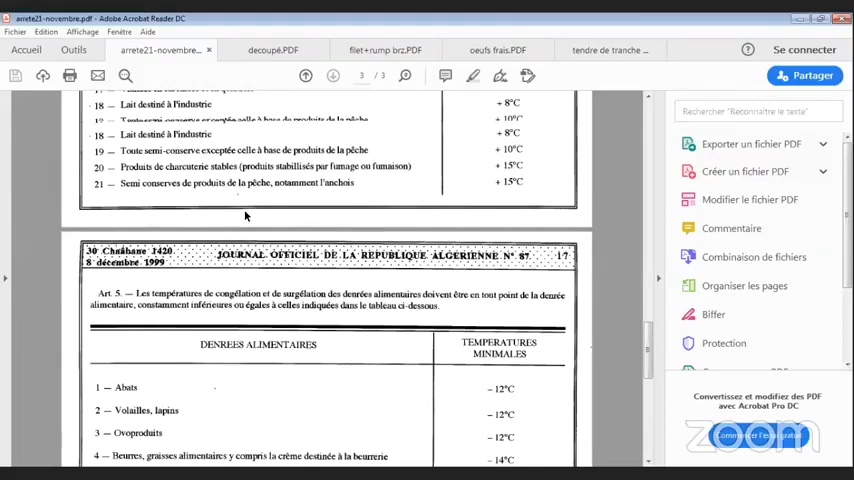 arrete21-novembre.pdf - Adobe Acrobat Reader DC
Fichier Edition Affichage Fenêtre Aide
Accueil Outils arrete21-novembre... × decoupé.PDF filet+rump brz.PDF oeufs frais.PDF tendre de tranche ... Se connecter
3 / 3 Partager
18 — Lait destiné à l'industrie + 8°C
18 — Lait destiné à l'industrie + 8°C
19 — Toute semi-conserve exceptée celle à base de produits de la pêche + 10°C
20 — Produits de charcuterie stables (produits stabilisés par fumage ou fumaison) + 15°C
21 — Semi conserves de produits de la pêche, notamment l'anchois + 15°C
30 Chaâbane 1420
8 décembre 1999
JOURNAL OFFICIEL DE LA REPUBLIQUE ALGERIENNE N° 87 17
Art. 5. — Les températures de congélation et de surgélation des denrées alimentaires doivent être en tout point de la denrée
alimentaire, constamment inférieures ou égales à celles indiquées dans le tableau ci-dessous.
DENREES ALIMENTAIRES TEMPERATURES
MINIMALES
1 — Abats – 12°C
2 — Volailles, lapins – 12°C
3 — Ovoproduits – 12°C
4 — Beurres, graisses alimentaires y compris la crème destinée à la beurrerie – 14°C
Rechercher "Reconnaître le texte"
Exporter un fichier PDF
Créer un fichier PDF
Modifier le fichier PDF
Commentaire
Combinaison de fichiers
Organiser les pages
Biffer
Protection
Convertissez et modifiez des PDF
avec Acrobat Pro DC
Commencer l'essai gratuit
zoom